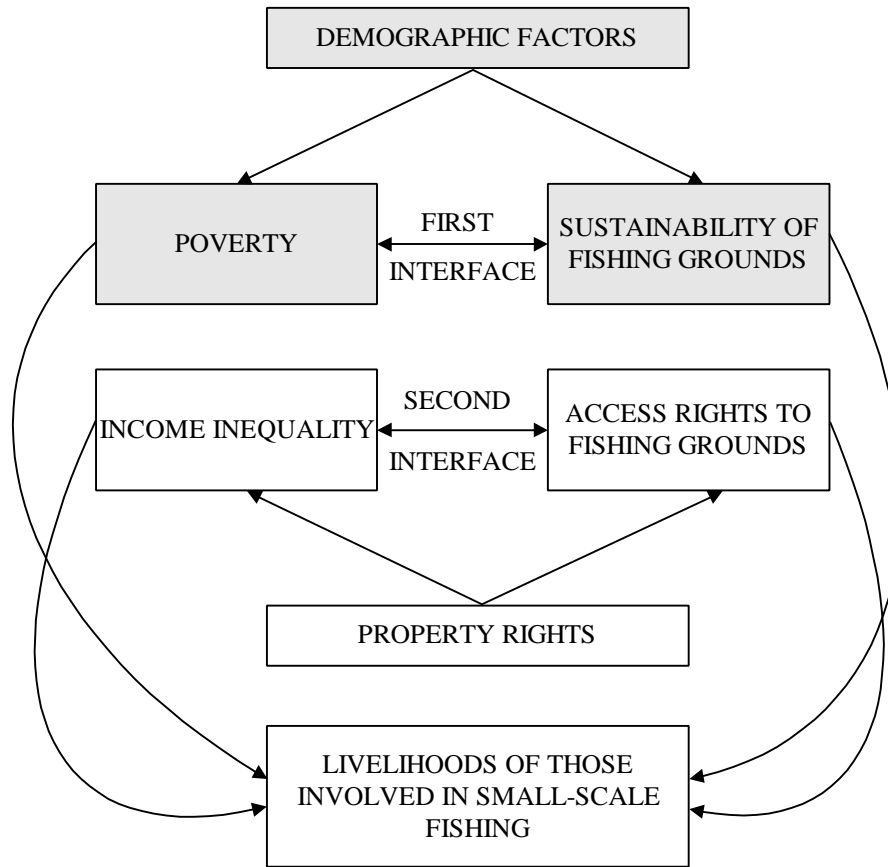 DEMOGRAPHIC FACTORS
POVERTY
FIRST
INTERFACE
SUSTAINABILITY OF
FISHING GROUNDS
INCOME INEQUALITY
SECOND
INTERFACE
ACCESS RIGHTS TO
FISHING GROUNDS
PROPERTY RIGHTS
LIVELIHOODS OF THOSE
INVOLVED IN SMALL-SCALE
FISHING